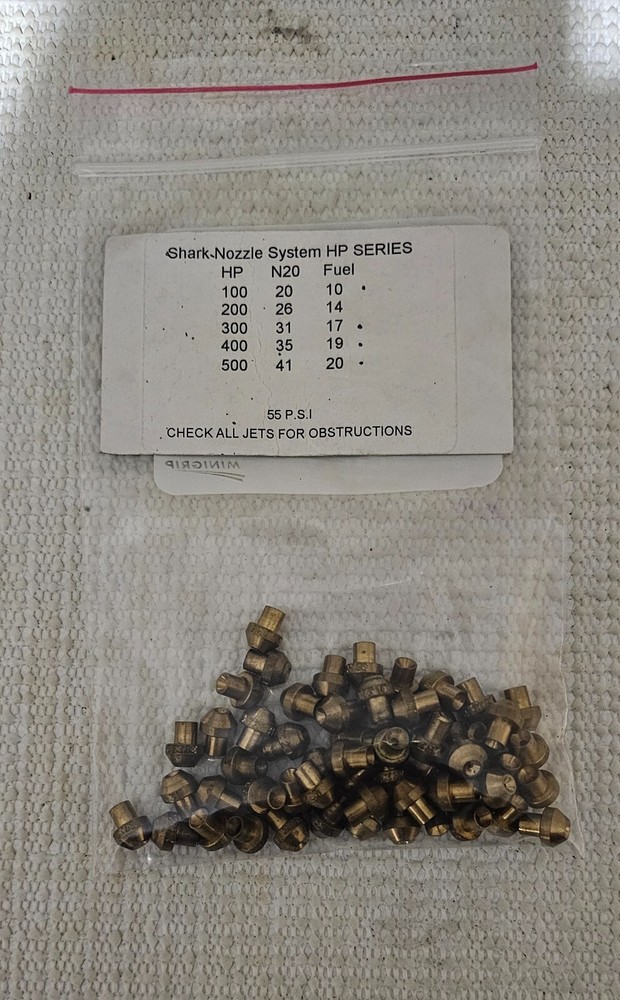 Shark Nozzle System HP SERIES
HP N20 Fuel
100 20 10
200 26 14
300 31 17
400 35 19
500 41 20
55 P.S.I
CHECK ALL JETS FOR OBSTRUCTIONS
MINIGRIP